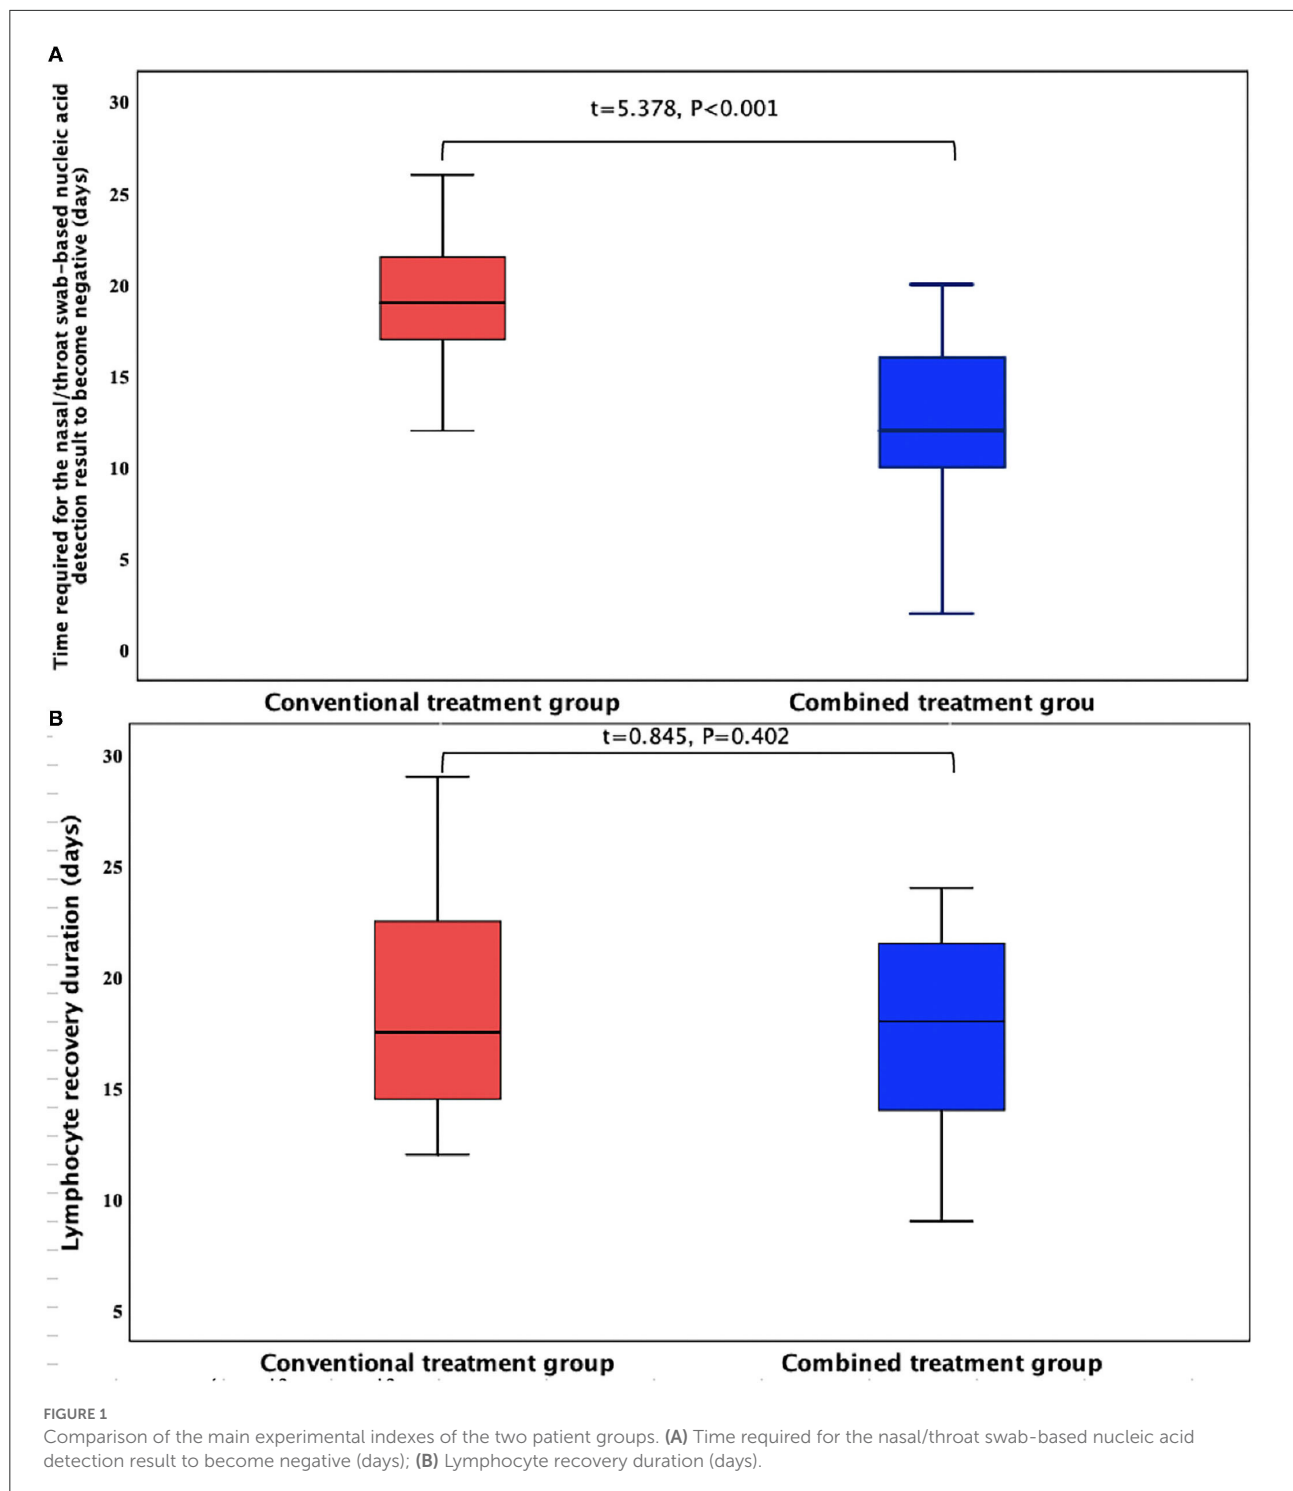 A
Time required for the nasal/throat swab-based nucleic acid
detection result to become negative (days)
30
25
20
15
10
5
0
t=5.378, P<0.001
Conventional treatment group
Combined treatment grou
B
Lymphocyte recovery duration (days)
30
25
20
15
10
5
t=0.845, P=0.402
Conventional treatment group
Combined treatment group
FIGURE 1
Comparison of the main experimental indexes of the two patient groups. (A) Time required for the nasal/throat swab-based nucleic acid
detection result to become negative (days); (B) Lymphocyte recovery duration (days).